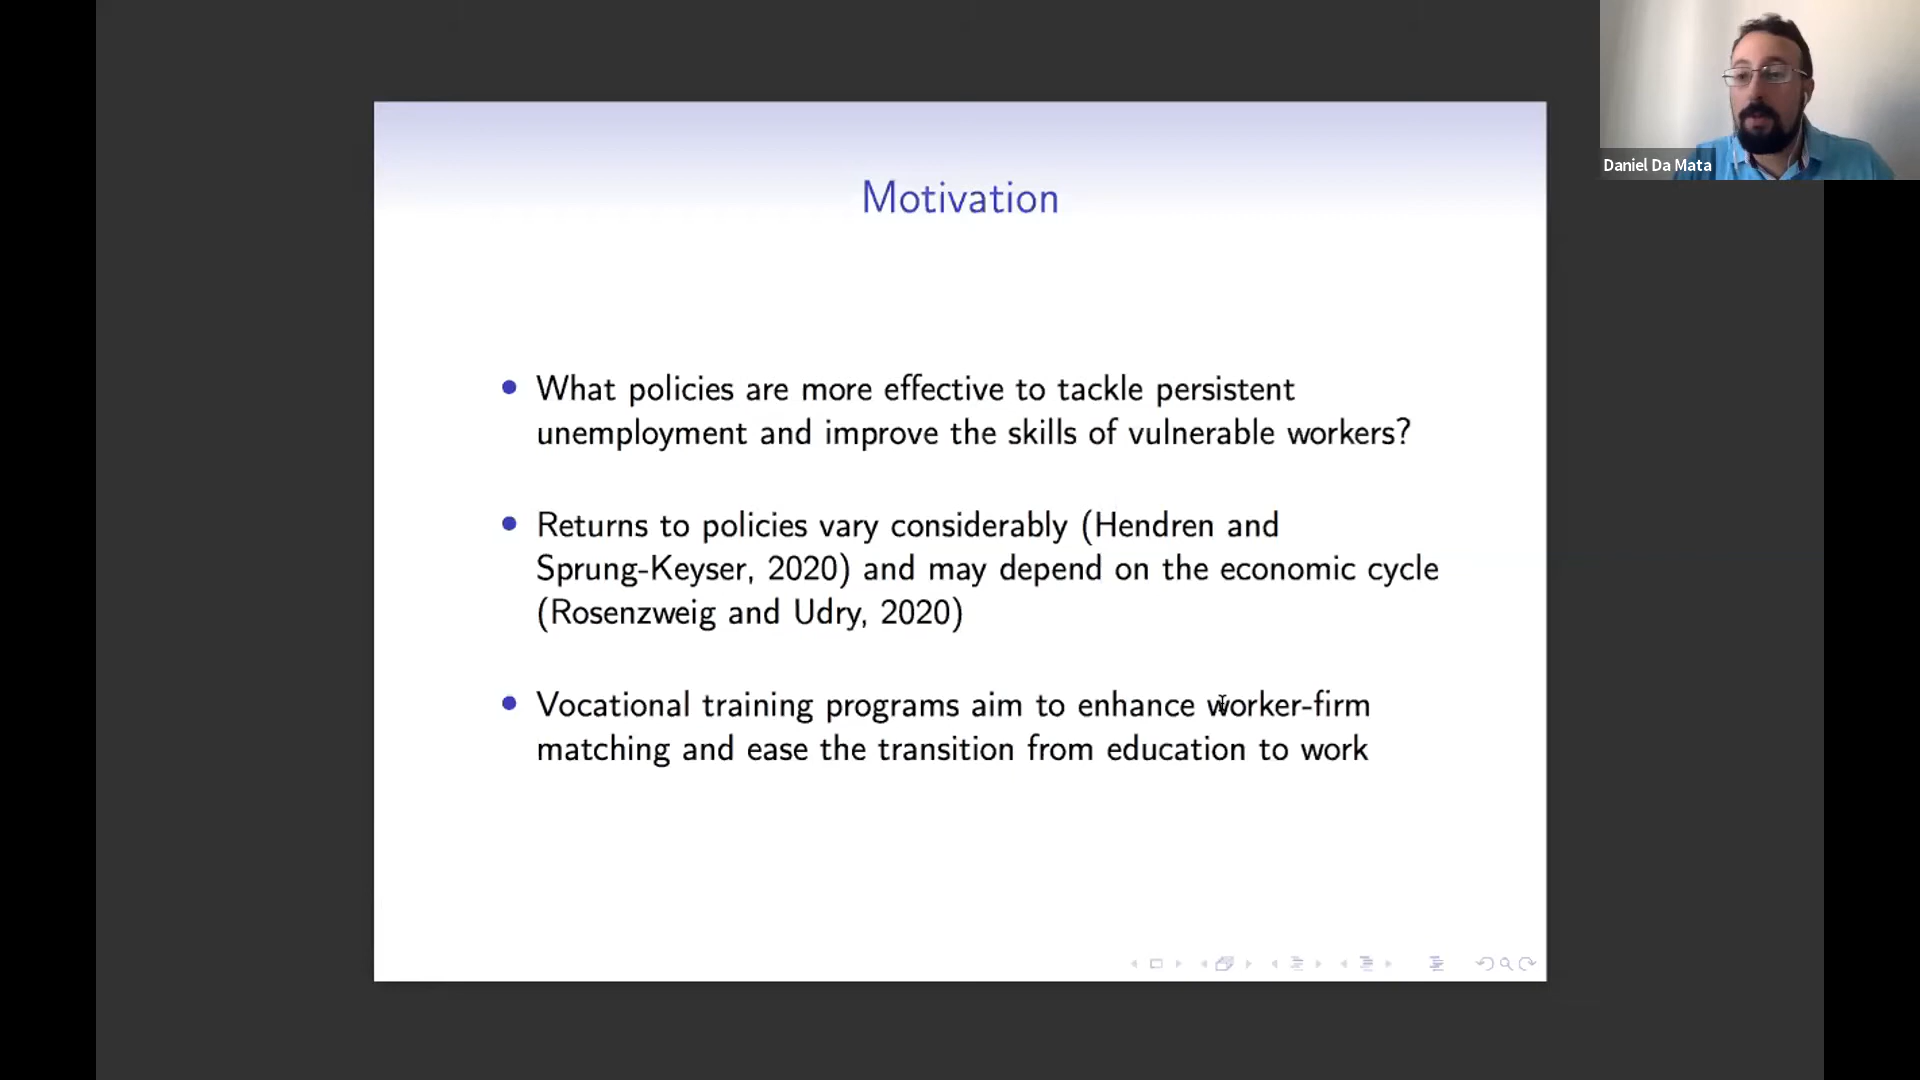 Daniel Da Mata
Motivation
What policies are more effective to tackle persistent
unemployment and improve the skills of vulnerable workers?
Returns to policies vary considerably (Hendren and
Sprung-Keyser, 2020) and may depend on the economic cycle
(Rosenzweig and Udry, 2020)
Vocational training programs aim to enhance worker-firm
matching and ease the transition from education to work